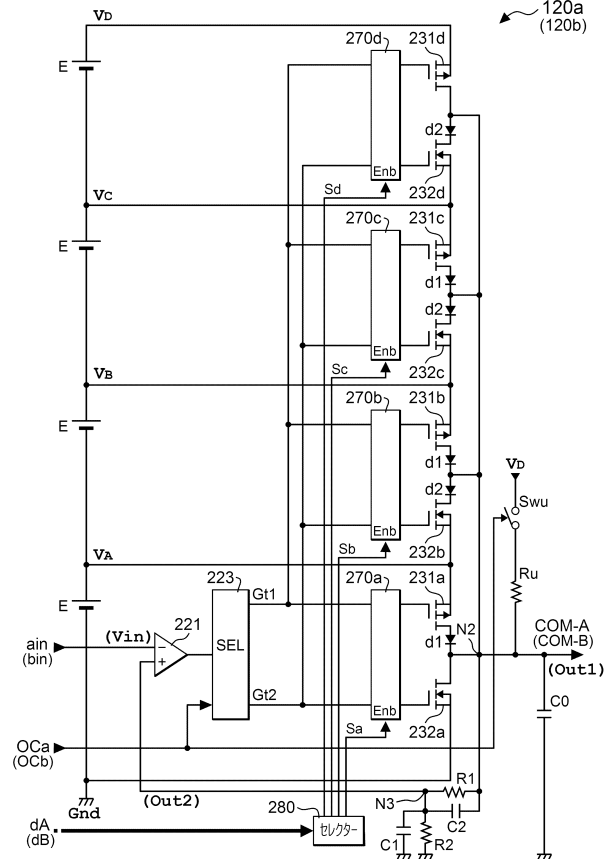 120a
(120b)
VD
270d
231d
E
d2
Enb
Sd
232d
VC
270c
231c
E
d1
d2
Enb
Sc
232c
VB
270b
231b
E
d1
d2
VD
Swu
Enb
Sb
232b
VA
223
270a
231a
Ru
E
Gt1
ain
(bin)
(Vin)
221
SEL
d1
N2
COM-A
(COM-B)
(Out1)
−
+
Gt2
Enb
Sa
232a
C0
OCa
(OCb)
R1
Gnd
(Out2)
N3
C2
280
dA
(dB)
セレクター
C1
R2